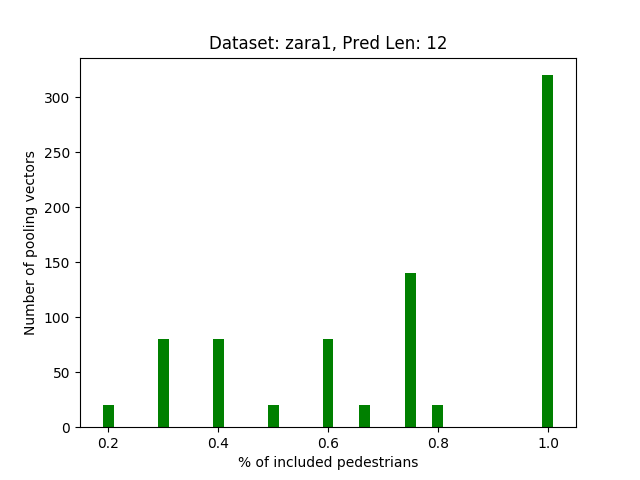 Dataset: zara1, Pred Len: 12
Number of pooling vectors
300
250
200
150
100
50
0
0.2 0.4 0.6 0.8 1.0
% of included pedestrians